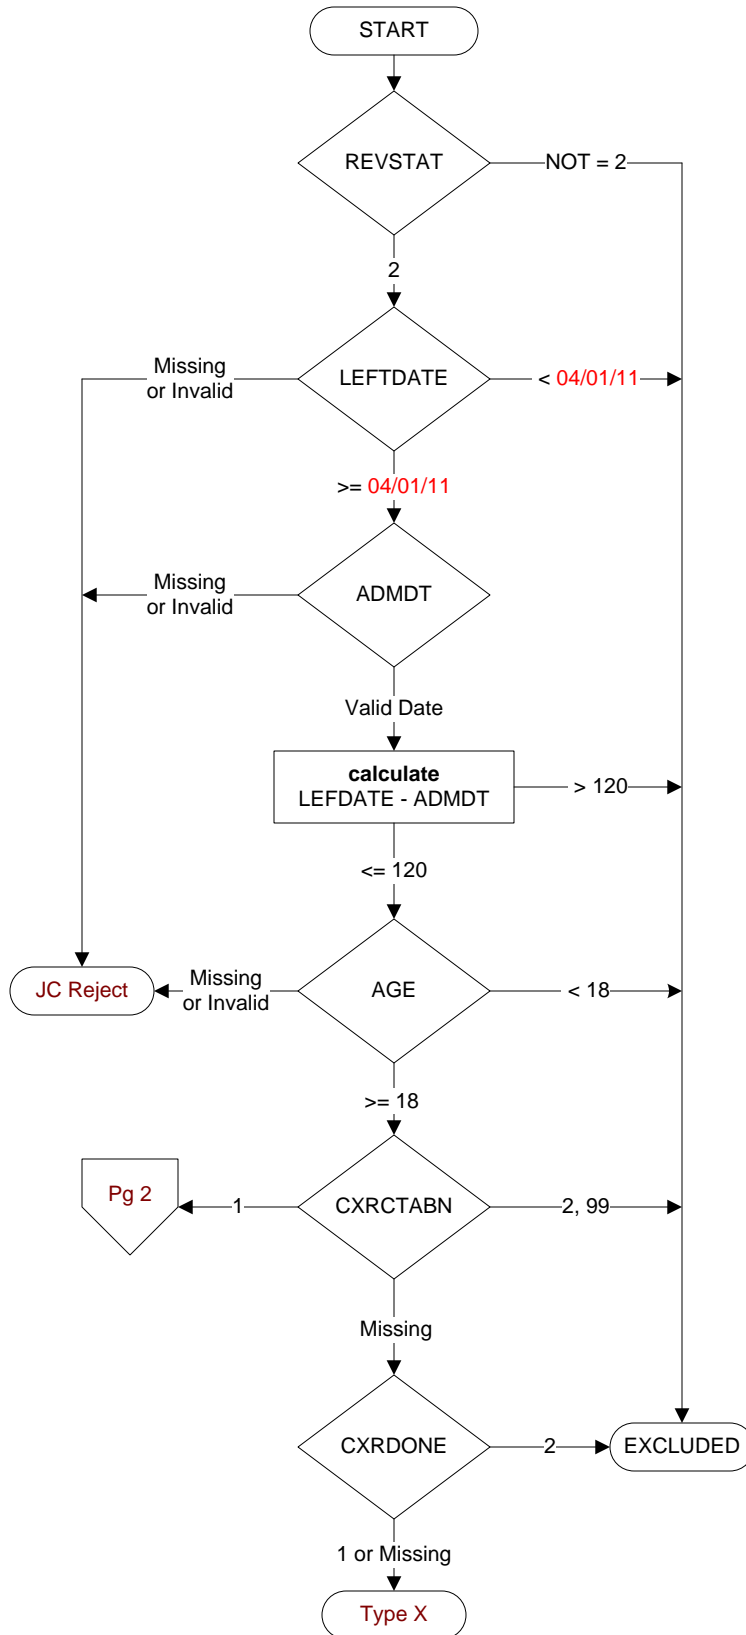 START
REVSTAT
NOT = 2
2
Missing
or Invalid
LEFTDATE
< 04/01/11
>= 04/01/11
Missing
or Invalid
ADMDT
Valid Date
calculate
LEFDATE - ADMDT
> 120
<= 120
JC Reject
Missing
or Invalid
AGE
< 18
>= 18
Pg 2
1
CXRCTABN
2, 99
Missing
CXRDONE
2
EXCLUDED
1 or Missing
Type X